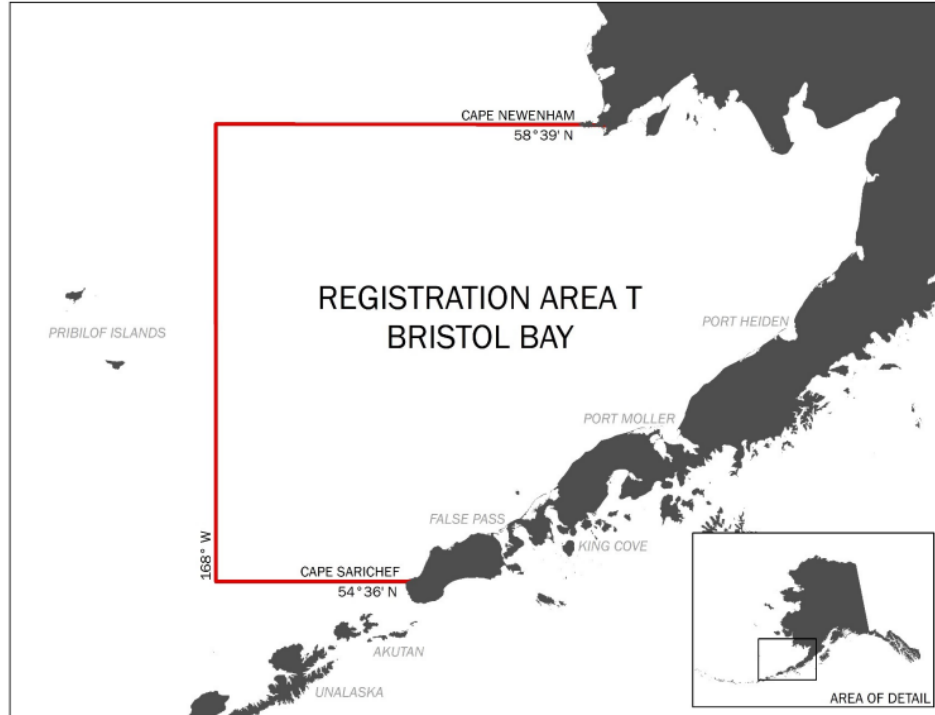 CAPE NEWENHAM
58°39' N
REGISTRATION AREA T
BRISTOL BAY
PRIBILOF ISLANDS
PORT HEIDEN
PORT MOLLER
FALSE PASS
KING COVE
168° W
CAPE SARICHEF
54°36' N
AKUTAN
UNALASKA
AREA OF DETAIL